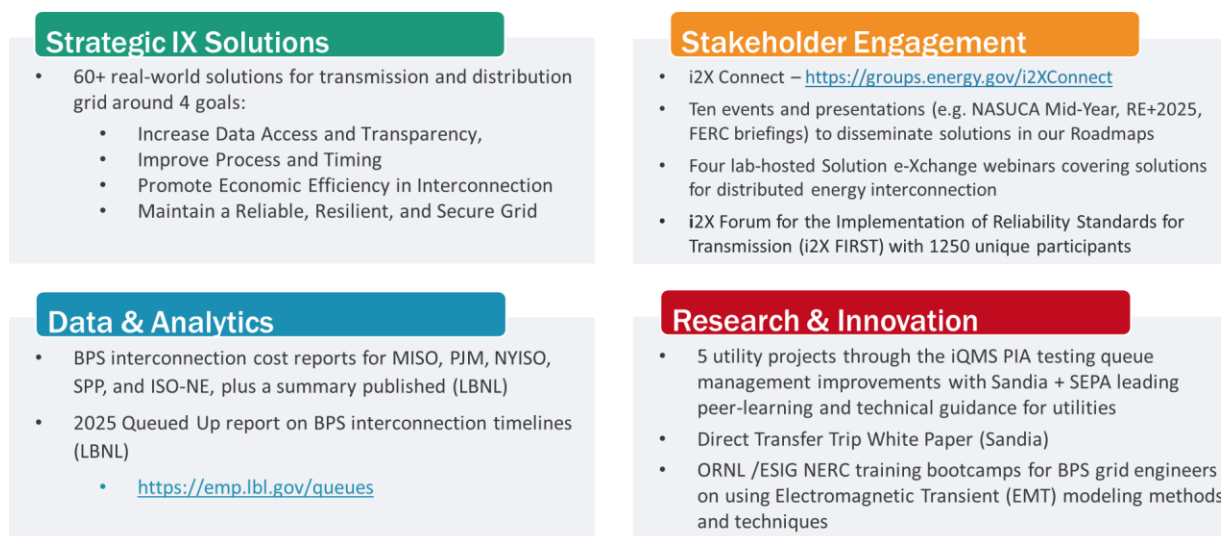 Strategic IX Solutions
• 60+ real-world solutions for transmission and distribution
grid around 4 goals:
• Increase Data Access and Transparency,
• Improve Process and Timing
• Promote Economic Efficiency in Interconnection
• Maintain a Reliable, Resilient, and Secure Grid
Stakeholder Engagement
• i2X Connect – https://groups.energy.gov/i2XConnect
• Ten events and presentations (e.g. NASUCA Mid-Year, RE+2025,
FERC briefings) to disseminate solutions in our Roadmaps
• Four lab-hosted Solution e-Xchange webinars covering solutions
for distributed energy interconnection
• i2X Forum for the Implementation of Reliability Standards for
Transmission (i2X FIRST) with 1250 unique participants
Data & Analytics
• BPS interconnection cost reports for MISO, PJM, NYISO,
SPP, and ISO-NE, plus a summary published (LBNL)
• 2025 Queued Up report on BPS interconnection timelines
(LBNL)
• https://emp.lbl.gov/queues
Research & Innovation
• 5 utility projects through the iQMS PIA testing queue
management improvements with Sandia + SEPA leading
peer-learning and technical guidance for utilities
• Direct Transfer Trip White Paper (Sandia)
• ORNL /ESIG NERC training bootcamps for BPS grid engineers
on using Electromagnetic Transient (EMT) modeling methods
and techniques